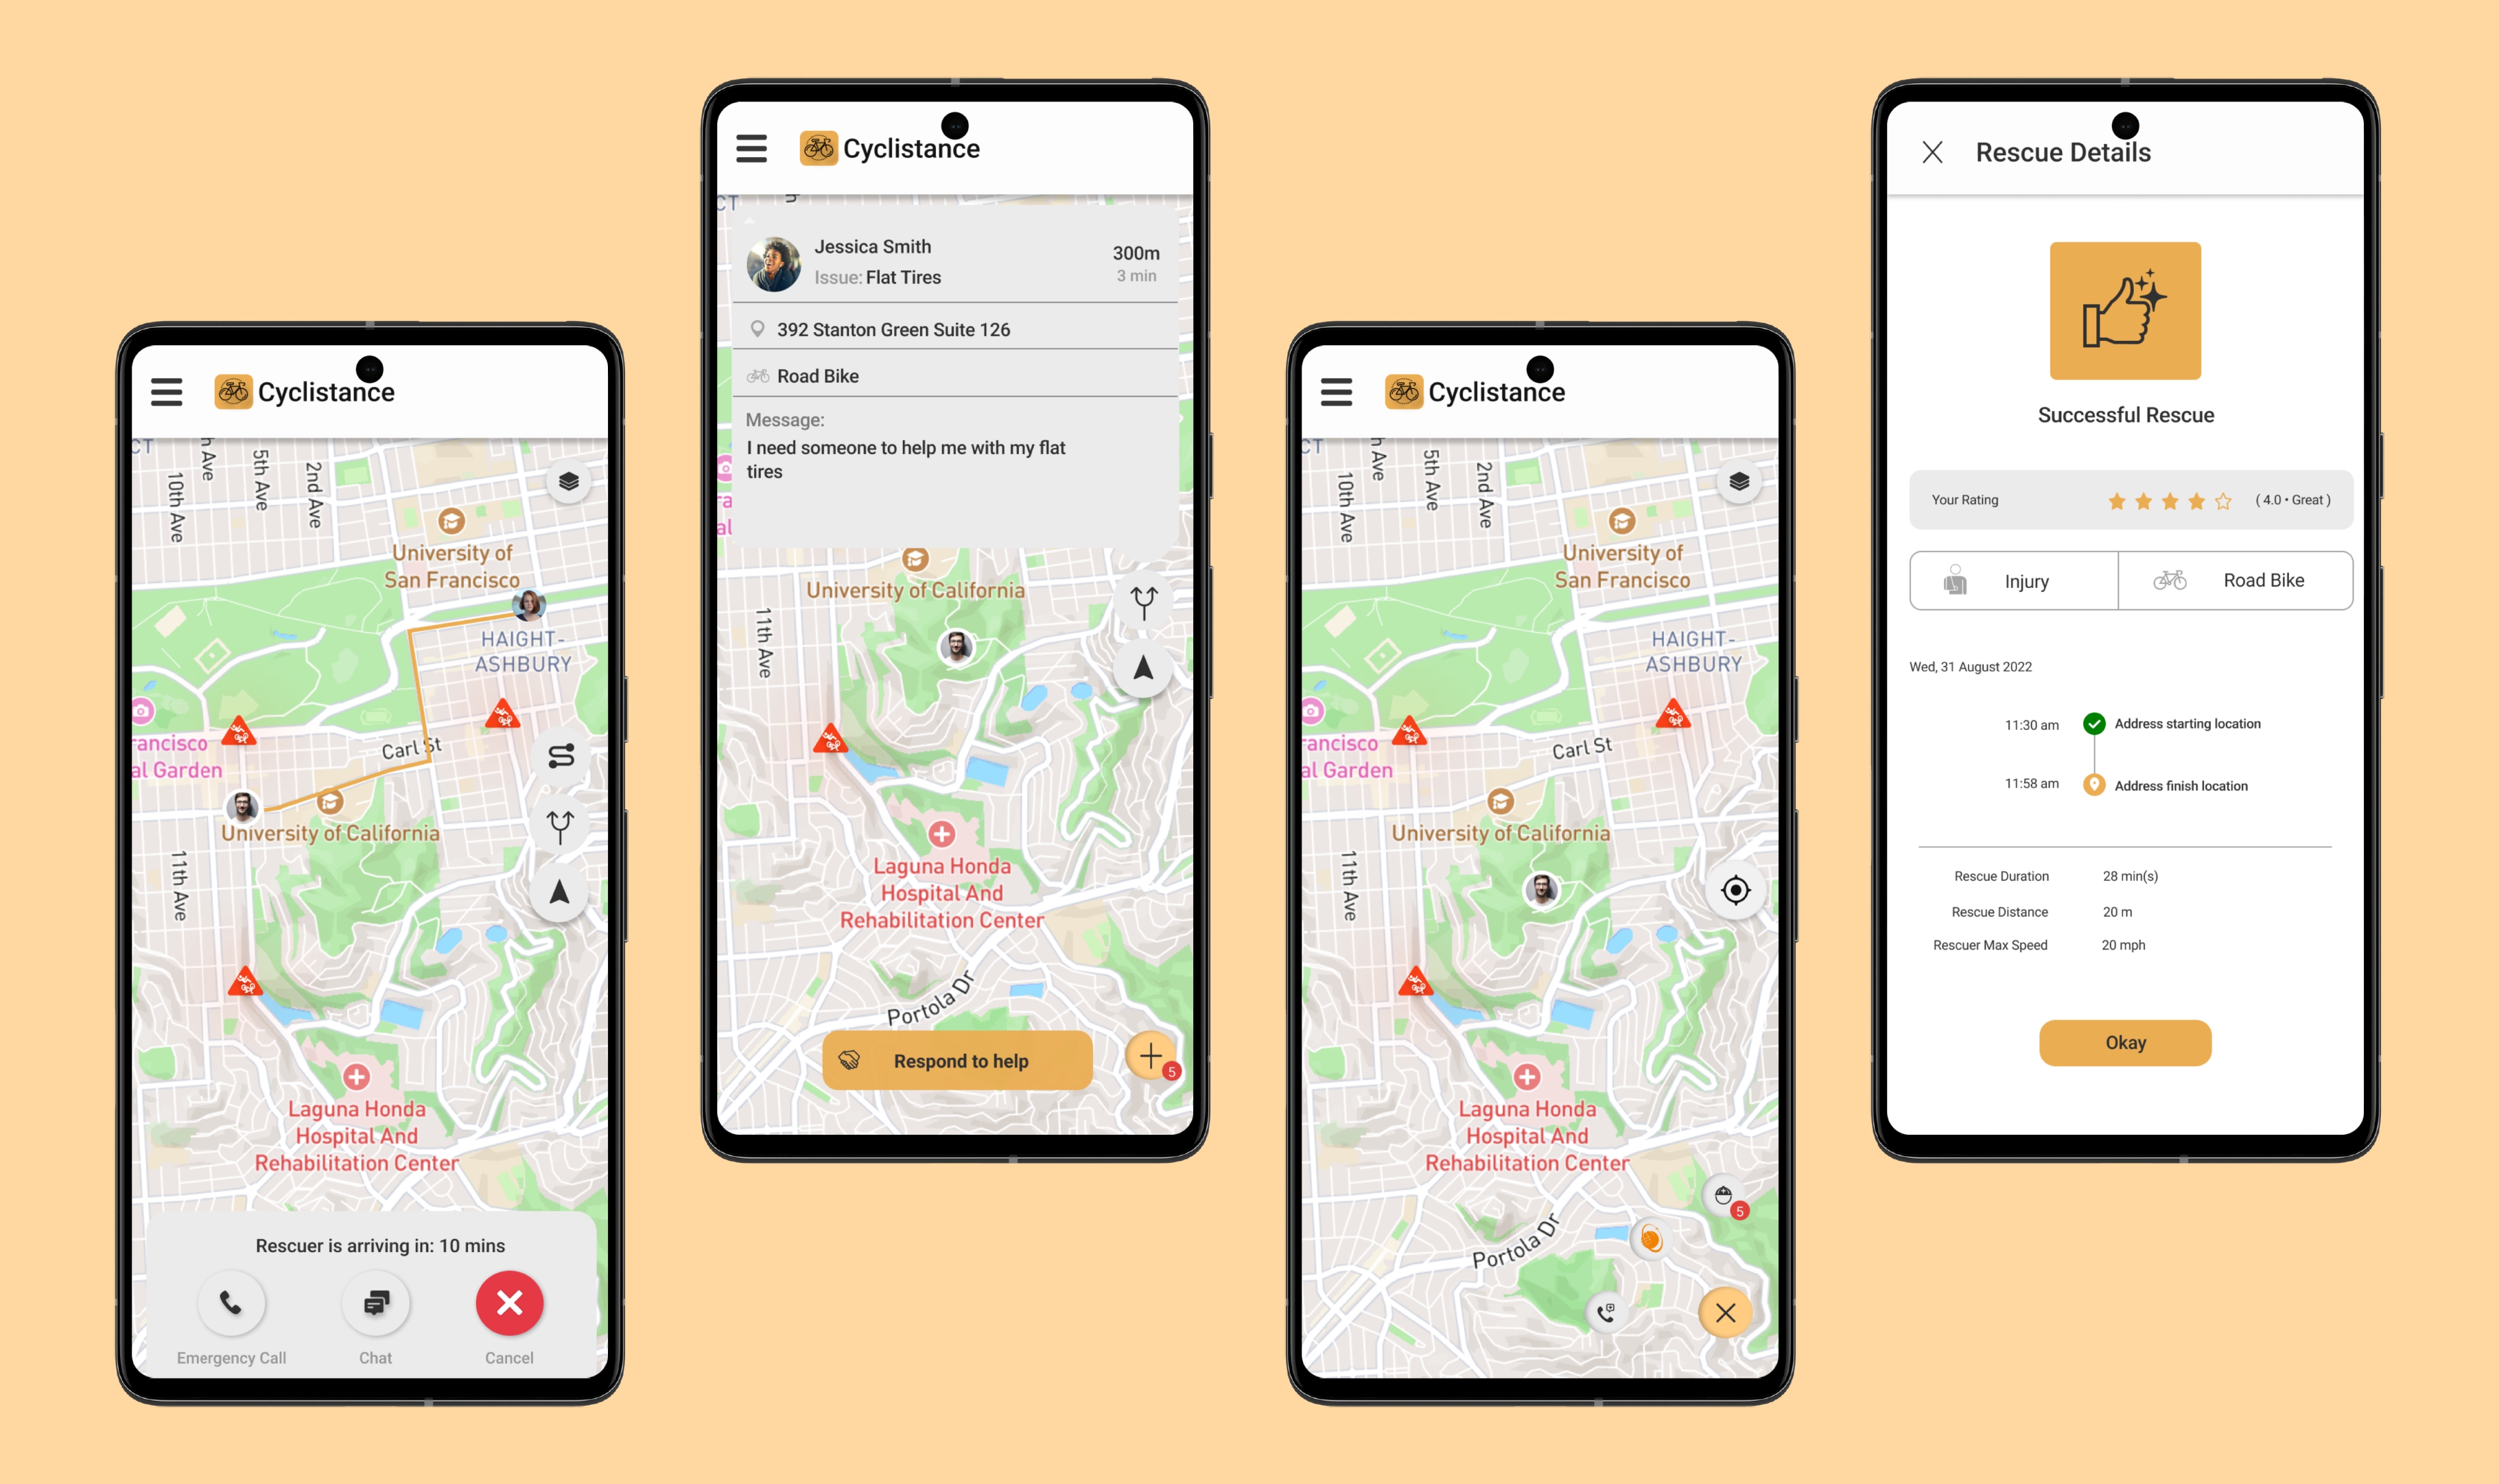 Cyclistance
CT
h Ave
10th Ave
5th Ave
2nd Ave
University of
San Francisco
HAIGHT-
ASHBURY
Carl St
rancisco
al Garden
University of California
11th Ave
Laguna Honda
Hospital And
Rehabilitation Center
Rescuer is arriving in: 10 mins
Emergency Call
Chat
Cancel
Cyclistance
CT
h
Jessica Smith
300m
Issue: Flat Tires
3 min
392 Stanton Green Suite 126
Road Bike
Message:
I need someone to help me with my flat
tires
ra
al
University of California
11th Ave
Laguna Honda
Hospital And
Rehabilitation Center
Portola Dr
Respond to help
5
Cyclistance
CT
h Ave
10th Ave
5th Ave
2nd Ave
University of
San Francisco
HAIGHT-
ASHBURY
Carl St
rancisco
al Garden
University of California
11th Ave
Laguna Honda
Hospital And
Rehabilitation Center
5
Portola Dr
Rescue Details
Successful Rescue
Your Rating
( 4.0 • Great )
Injury
Road Bike
Wed, 31 August 2022
11:30 am
Address starting location
11:58 am
Address finish location
Rescue Duration
28 min(s)
Rescue Distance
20 m
Rescuer Max Speed
20 mph
Okay